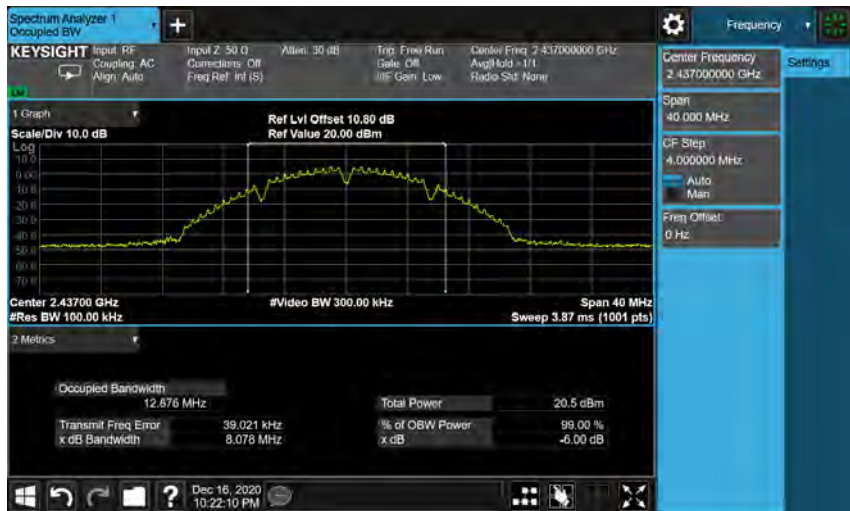 Spectrum Analyzer 1
Occupied BW
+
Frequency
KEYSIGHT Input: RF
Coupling: AC
Align: Auto
Input Z: 50 Ω
Corrections: Off
Freq Ref: Int (S)
Atten: 30 dB
Trig: Free Run
Gate: Off
#IF Gain: Low
Center Freq: 2.437000000 GHz
Avg|Hold:>1/1
Radio Std: None
Center Frequency
2.437000000 GHz
Settings
Span
40.000 MHz
CF Step
4.000000 MHz
Auto
Man
Freq Offset
0 Hz
1 Graph
Scale/Div 10.0 dB
Ref Lvl Offset 10.80 dB
Ref Value 20.00 dBm
Log
10.0
0.00
Center 2.43700 GHz
#Res BW 100.00 kHz
#Video BW 300.00 kHz
Span 40 MHz
Sweep 3.87 ms (1001 pts)
2 Metrics
Occupied Bandwidth
12.676 MHz
Total Power 20.5 dBm
Transmit Freq Error 39.021 kHz
% of OBW Power 99.00 %
x dB Bandwidth 8.078 MHz
x dB -6.00 dB
?
Dec 16, 2020
10:22:10 PM